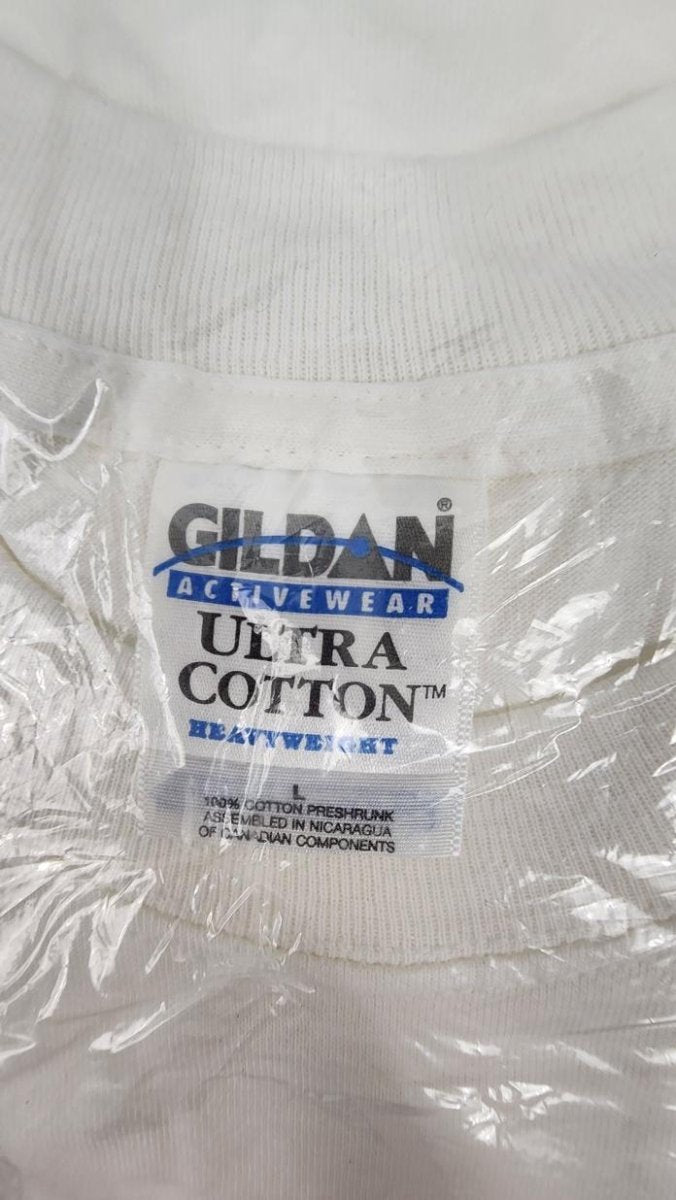 GILDAN®
ACTIVEWEAR
ULTRA
COTTON™
HEAVYWEIGHT
L
100% COTTON PRESHRUNK
ASSEMBLED IN NICARAGUA
OF CANADIAN COMPONENTS